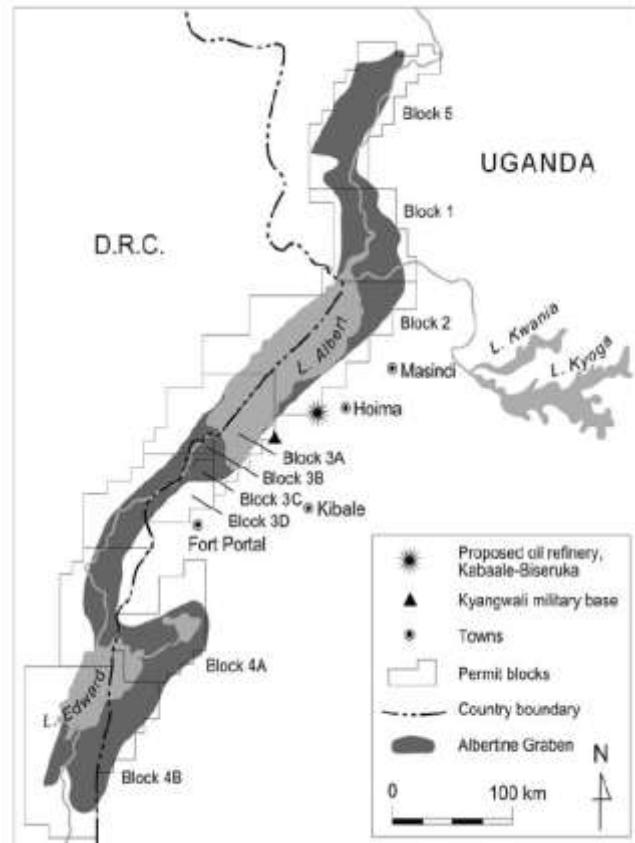 Block 5
UGANDA
Block 1
D.R.C.
Block 2
L. Albert
L. Kwania
L. Kyoga
Masinci
Hoima
Block 3A
Block 3B
Block 3C
Kibale
Block 3D
Fort Portal
Block 4A
L. Edward
Block 4B
Proposed oil refinery,
Kabaale-Biseruka
Kyangwali military base
Towns
Permit blocks
Country boundary
Albertine Graben
N
0 100 km